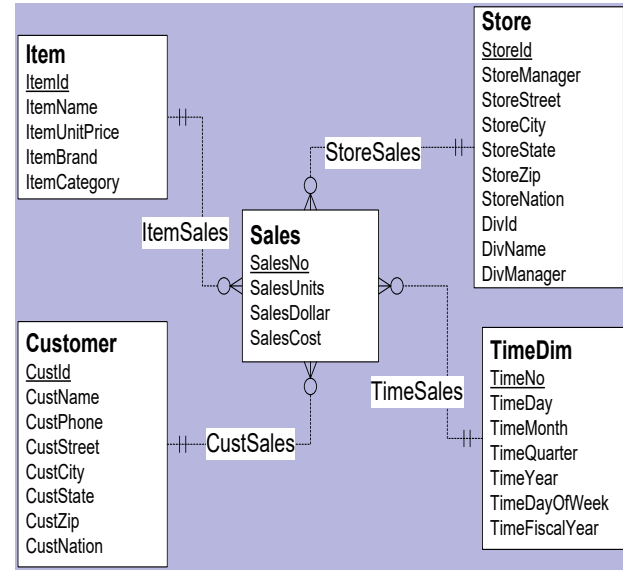 Item
ItemId
ItemName
ItemUnitPrice
ItemBrand
ItemCategory
Store
StoreId
StoreManager
StoreStreet
StoreCity
StoreState
StoreZip
StoreNation
DivId
DivName
DivManager
StoreSales
ItemSales
Sales
SalesNo
SalesUnits
SalesDollar
SalesCost
Customer
CustId
CustName
CustPhone
CustStreet
CustCity
CustState
CustZip
CustNation
CustSales
TimeSales
TimeDim
TimeNo
TimeDay
TimeMonth
TimeQuarter
TimeYear
TimeDayOfWeek
TimeFiscalYear